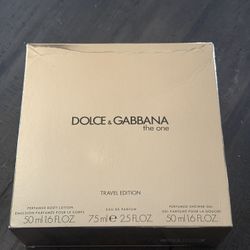 DOLCE & GABBANA
the one
TRAVEL EDITION
PERFUMED BODY LOTION
EMULSION PARFUMÉE POUR LE CORPS
50 ml 1.6 FL.OZ.
EAU DE PARFUM
75 ml ℮ 2.5 FL.OZ.
PERFUMED SHOWER GEL
GEL PARFUMÉ POUR LA DOUCHE
50 ml 1.6 FL.OZ.